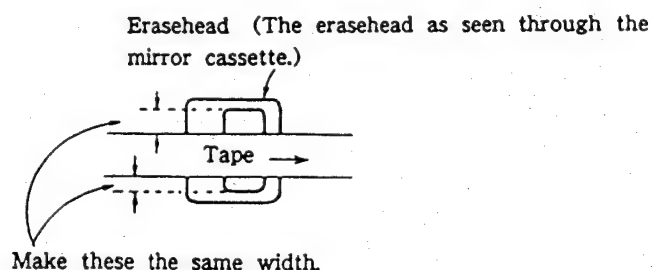 Erasehead (The erasehead as seen through the
mirror cassette.)
Tape
Make these the same width.